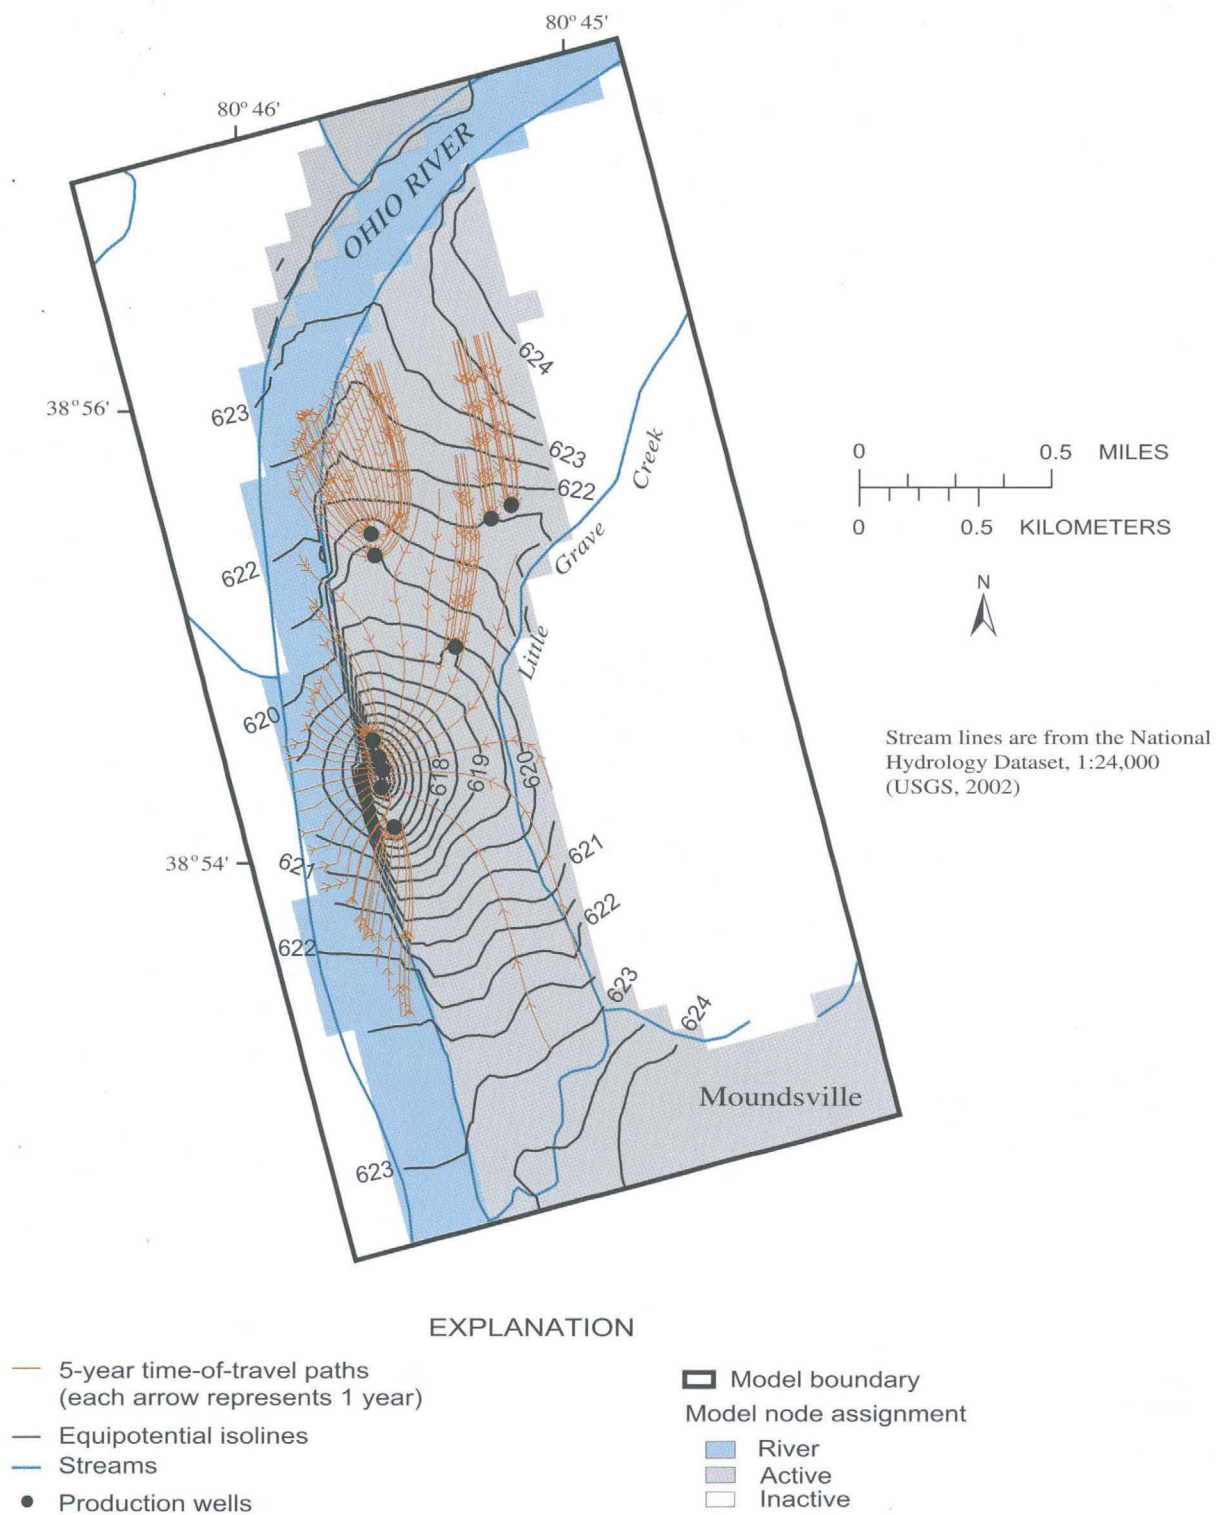 80° 45'
80° 46'
OHIO RIVER
624
623
38° 56'
623
622
Creek
Grave
622
Little
620
618
619
620
621
38° 54'
621
622
622
623
624
Moundsville
623
0 0.5 MILES
0 0.5 KILOMETERS
N
Stream lines are from the National
Hydrology Dataset, 1:24,000
(USGS, 2002)
EXPLANATION
5-year time-of-travel paths
(each arrow represents 1 year)
Equipotential isolines
Streams
Production wells
Model boundary
Model node assignment
River
Active
Inactive